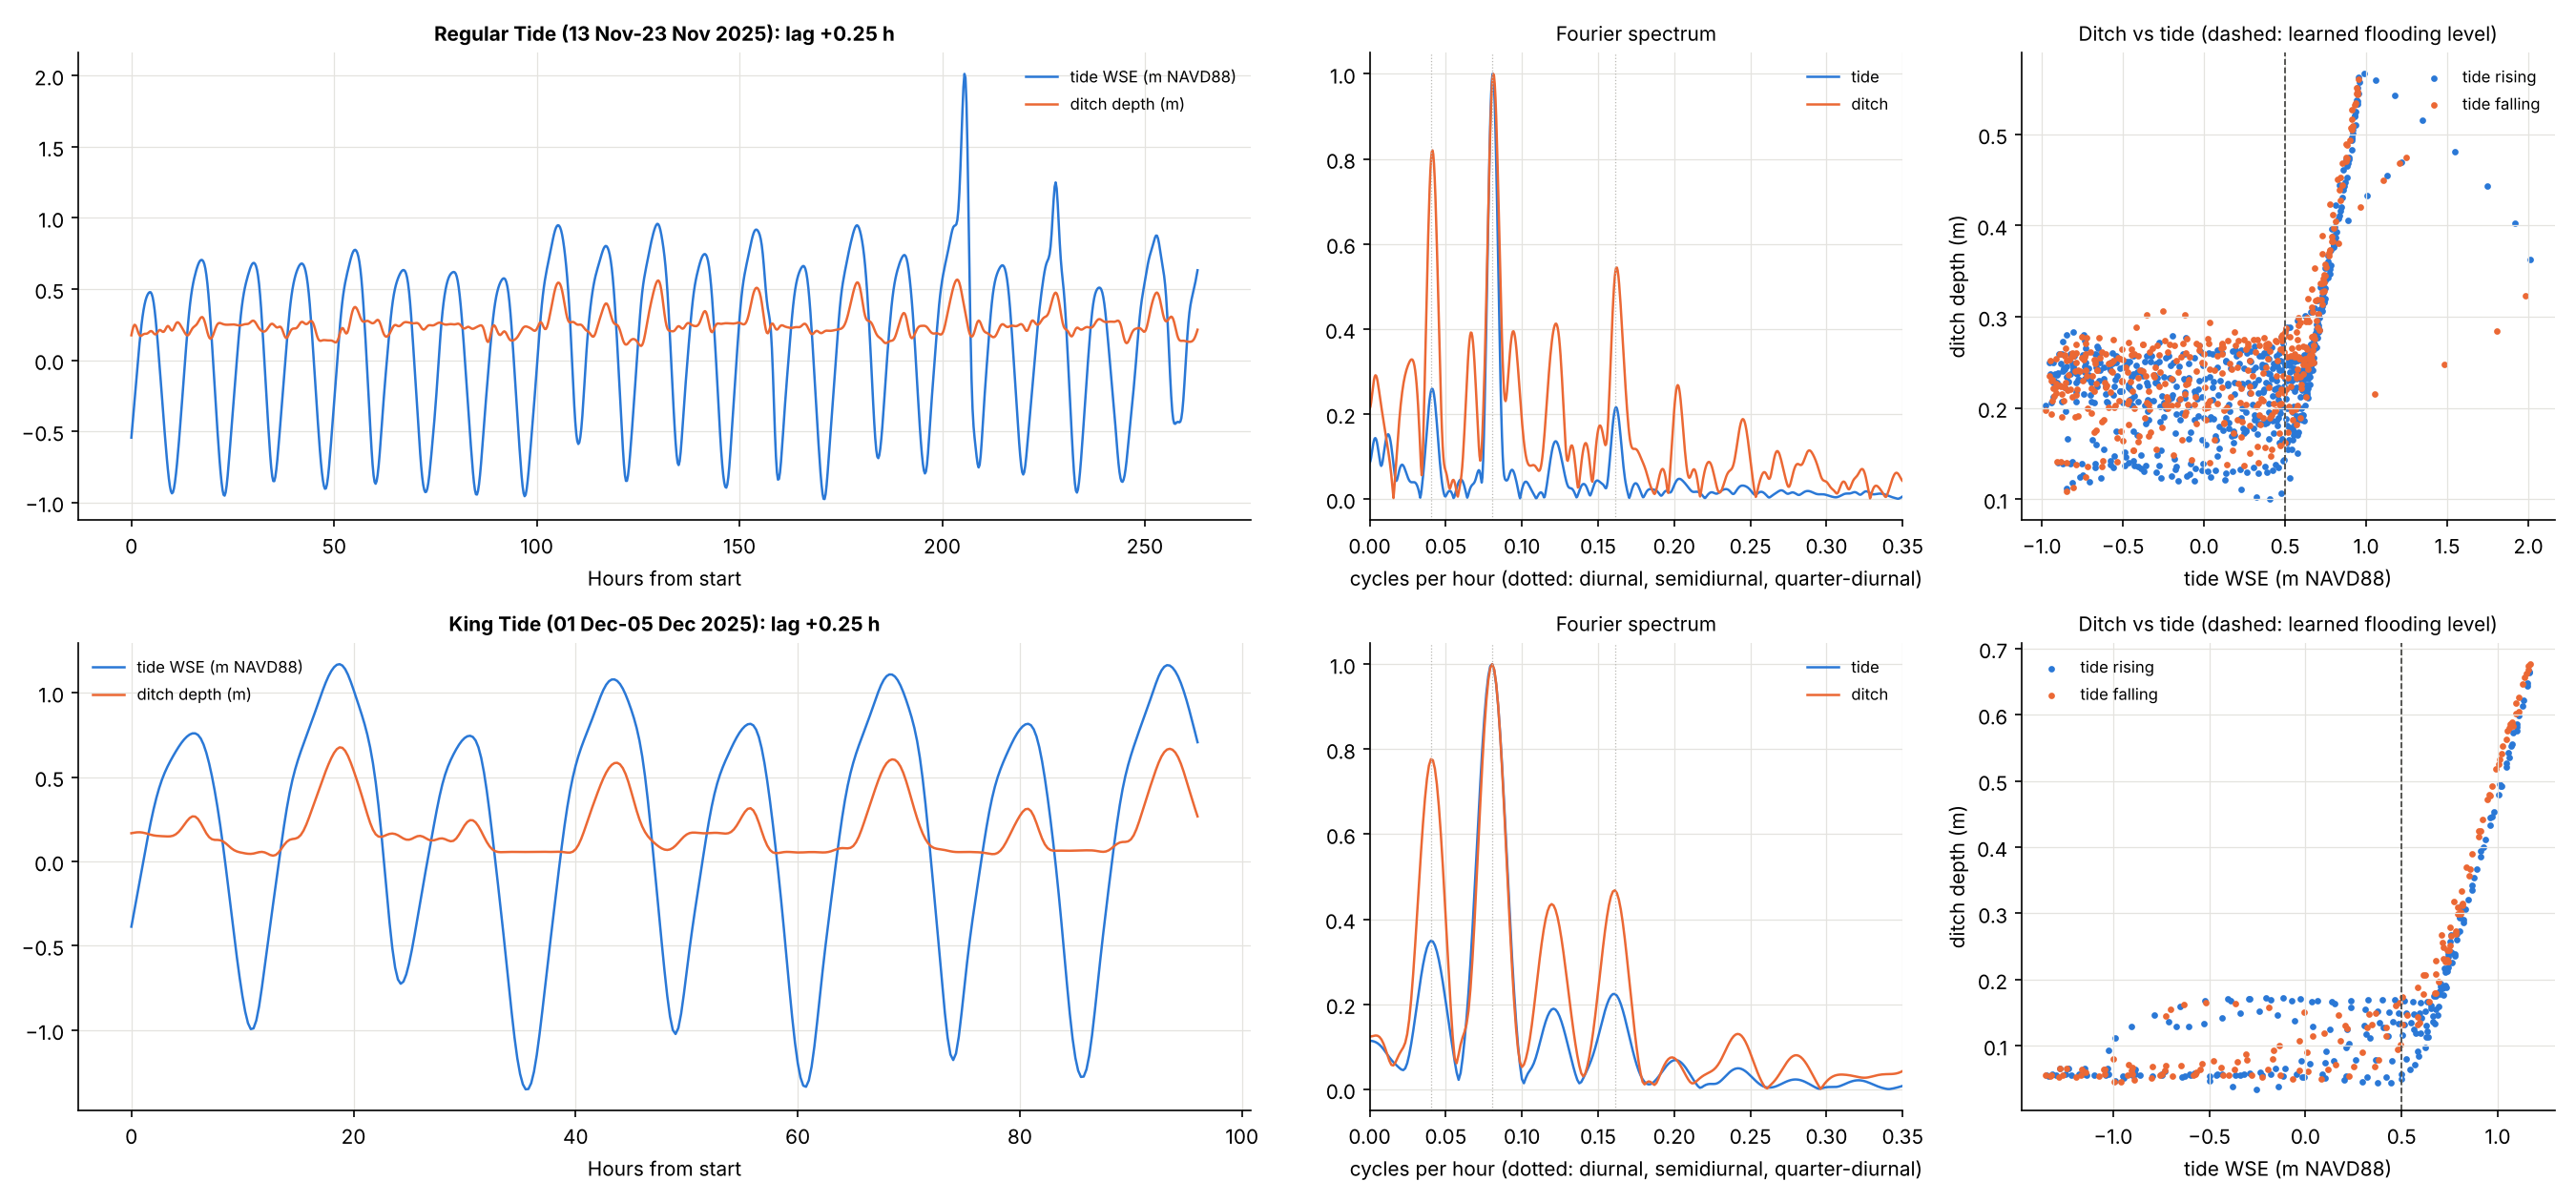 Regular Tide (13 Nov-23 Nov 2025): lag +0.25 h
tide WSE (m NAVD88)
ditch depth (m)
2.0
1.5
1.0
0.5
0.0
−0.5
−1.0
0 50 100 150 200 250
Hours from start
Fourier spectrum
tide
ditch
1.0
0.8
0.6
0.4
0.2
0.0
0.00 0.05 0.10 0.15 0.20 0.25 0.30 0.35
cycles per hour (dotted: diurnal, semidiurnal, quarter-diurnal)
Ditch vs tide (dashed: learned flooding level)
tide rising
tide falling
ditch depth (m)
0.5
0.4
0.3
0.2
0.1
−1.0 −0.5 0.0 0.5 1.0 1.5 2.0
tide WSE (m NAVD88)
King Tide (01 Dec-05 Dec 2025): lag +0.25 h
tide WSE (m NAVD88)
ditch depth (m)
1.0
0.5
0.0
−0.5
−1.0
0 20 40 60 80 100
Hours from start
Fourier spectrum
tide
ditch
1.0
0.8
0.6
0.4
0.2
0.0
0.00 0.05 0.10 0.15 0.20 0.25 0.30 0.35
cycles per hour (dotted: diurnal, semidiurnal, quarter-diurnal)
Ditch vs tide (dashed: learned flooding level)
tide rising
tide falling
ditch depth (m)
0.7
0.6
0.5
0.4
0.3
0.2
0.1
−1.0 −0.5 0.0 0.5 1.0
tide WSE (m NAVD88)